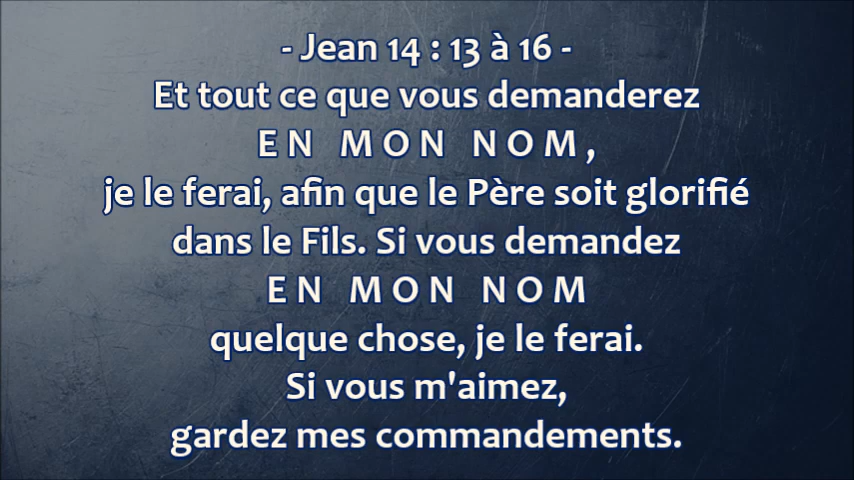 - Jean 14 : 13 à 16 -
Et tout ce que vous demanderez
E N   M O N   N O M ,
je le ferai, afin que le Père soit glorifié
dans le Fils. Si vous demandez
E N   M O N   N O M
quelque chose, je le ferai.
Si vous m'aimez,
gardez mes commandements.